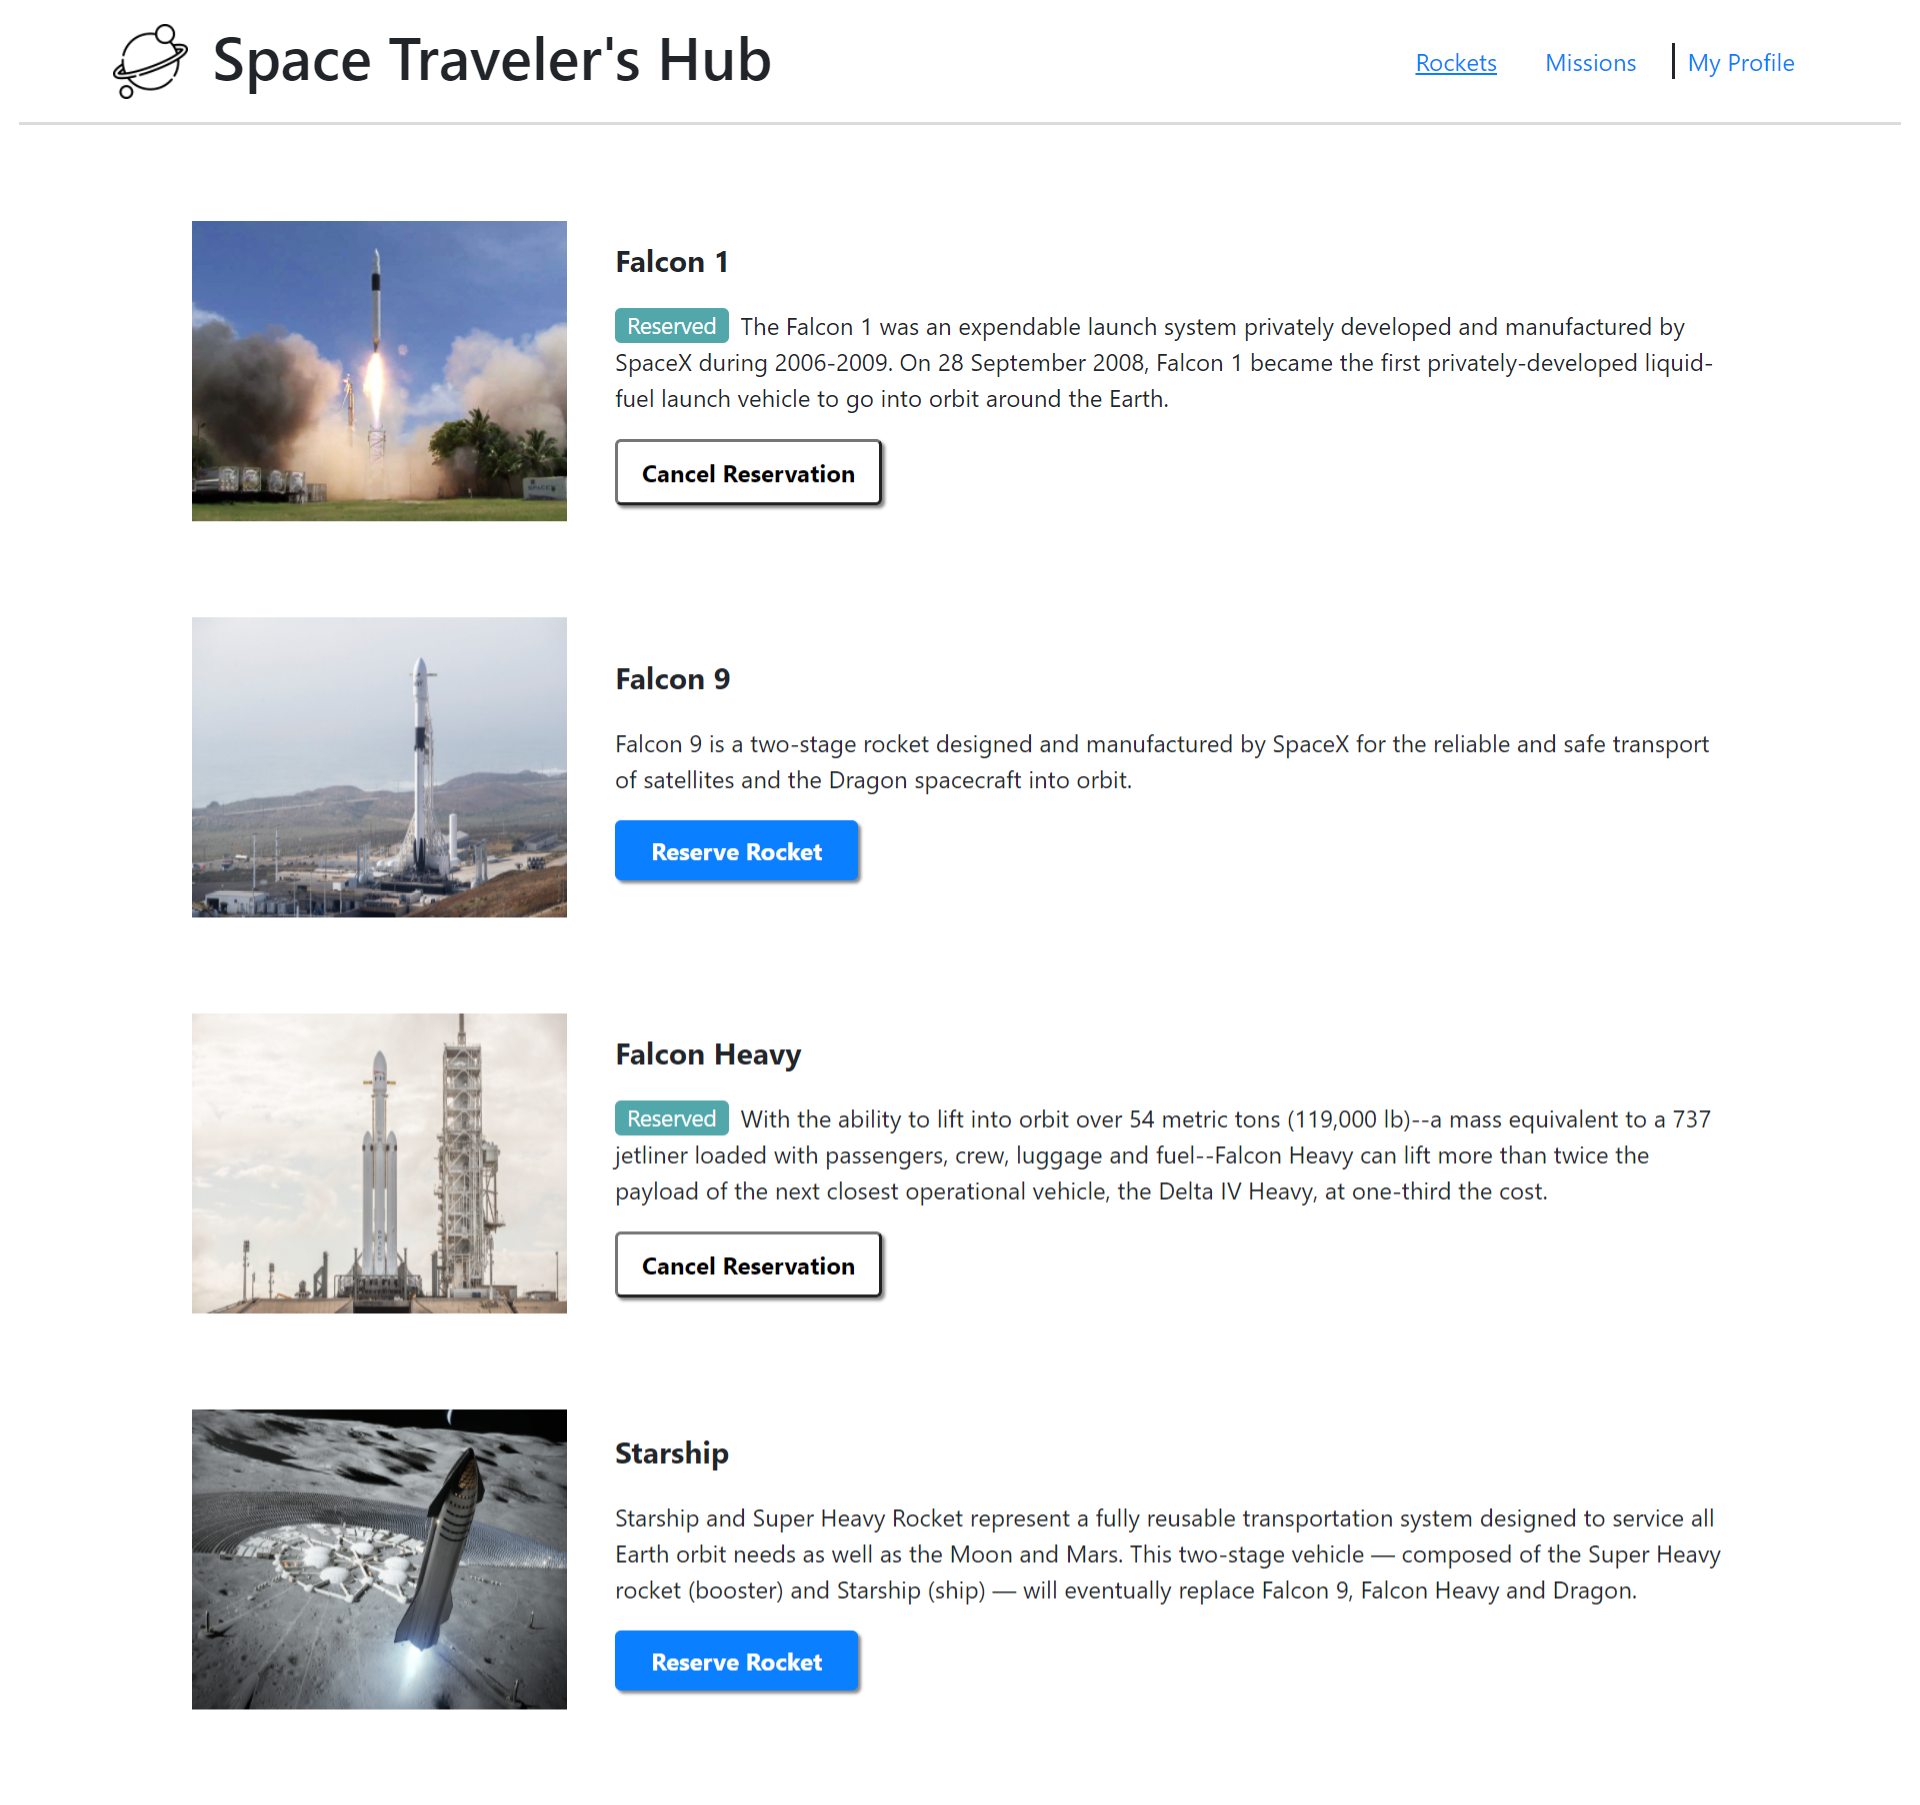 Space Traveler's Hub
Rockets Missions My Profile
Falcon 1
Reserved The Falcon 1 was an expendable launch system privately developed and manufactured by
SpaceX during 2006-2009. On 28 September 2008, Falcon 1 became the first privately-developed liquid-
fuel launch vehicle to go into orbit around the Earth.
Cancel Reservation
Falcon 9
Falcon 9 is a two-stage rocket designed and manufactured by SpaceX for the reliable and safe transport
of satellites and the Dragon spacecraft into orbit.
Reserve Rocket
Falcon Heavy
Reserved With the ability to lift into orbit over 54 metric tons (119,000 lb)--a mass equivalent to a 737
jetliner loaded with passengers, crew, luggage and fuel--Falcon Heavy can lift more than twice the
payload of the next closest operational vehicle, the Delta IV Heavy, at one-third the cost.
Cancel Reservation
Starship
Starship and Super Heavy Rocket represent a fully reusable transportation system designed to service all
Earth orbit needs as well as the Moon and Mars. This two-stage vehicle — composed of the Super Heavy
rocket (booster) and Starship (ship) — will eventually replace Falcon 9, Falcon Heavy and Dragon.
Reserve Rocket